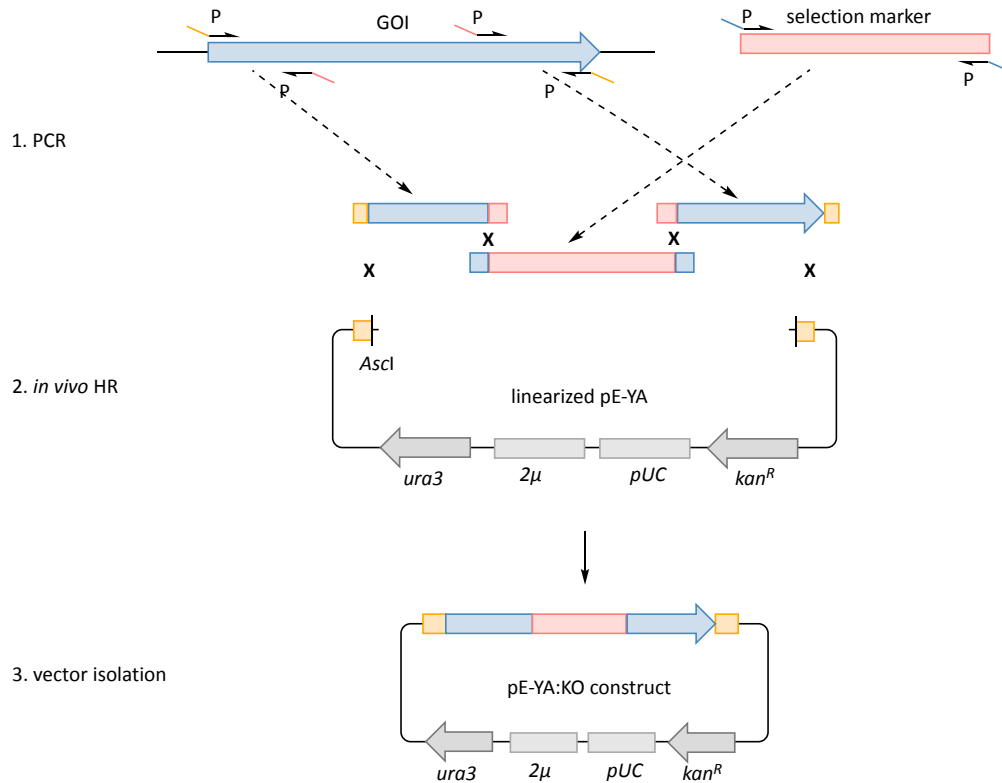 P
GOI
P
selection marker
P
P
P
P
1. PCR
X
X
X
X
AscI
2. in vivo HR
linearized pE-YA
ura3
2µ
pUC
kanᴿ
3. vector isolation
pE-YA:KO construct
ura3
2µ
pUC
kanᴿ